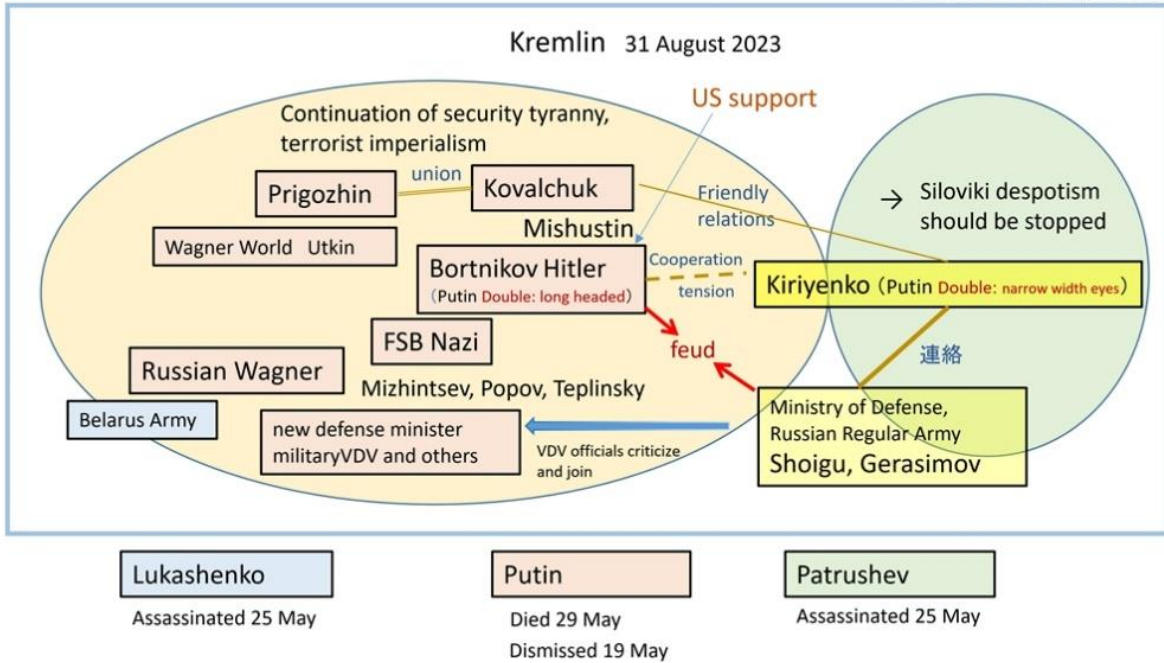 Kremlin 31 August 2023
Continuation of security tyranny,
terrorist imperialism
US support
union
Prigozhin
Kovalchuk
Friendly
relations
→ Siloviki despotism
should be stopped
Wagner World Utkin
Mishustin
Bortnikov Hitler
(Putin Double: long headed)
Cooperation
tension
Kiriyenko (Putin Double: narrow width eyes)
FSB Nazi
feud
連絡
Russian Wagner
Mizhintsev, Popov, Teplinsky
Belarus Army
new defense minister
militaryVDV and others
VDV officials criticize
and join
Ministry of Defense,
Russian Regular Army
Shoigu, Gerasimov
Lukashenko
Assassinated 25 May
Putin
Died 29 May
Dismissed 19 May
Patrushev
Assassinated 25 May